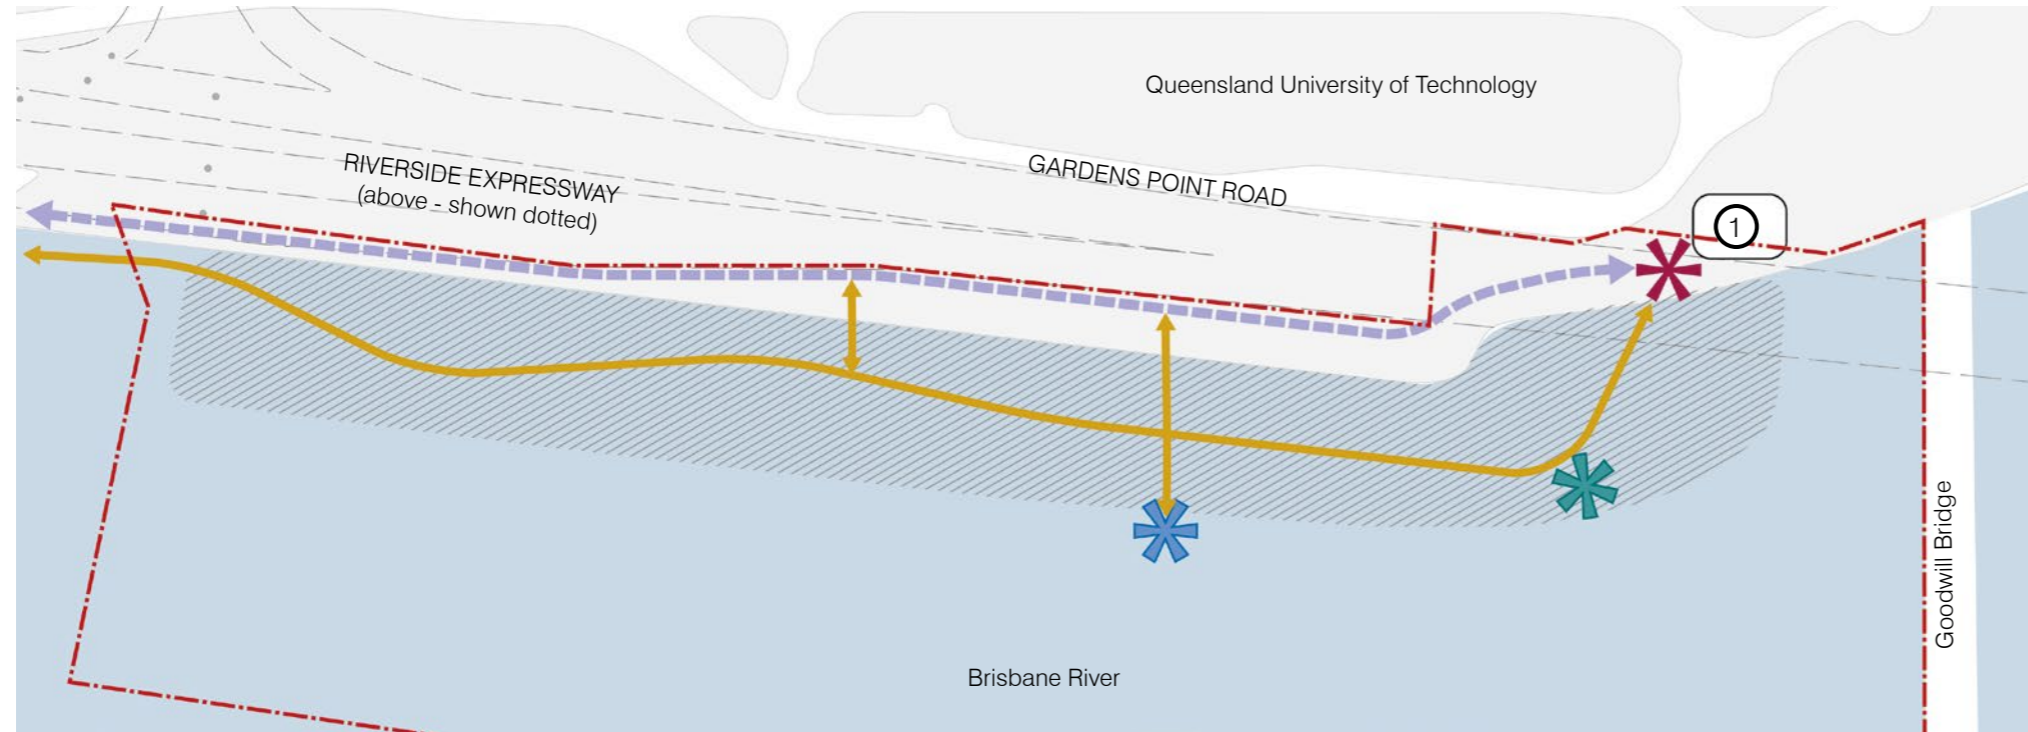 Queensland University of Technology
RIVERSIDE EXPRESSWAY
(above - shown dotted)
GARDENS POINT ROAD
1
Goodwill Bridge
Brisbane River